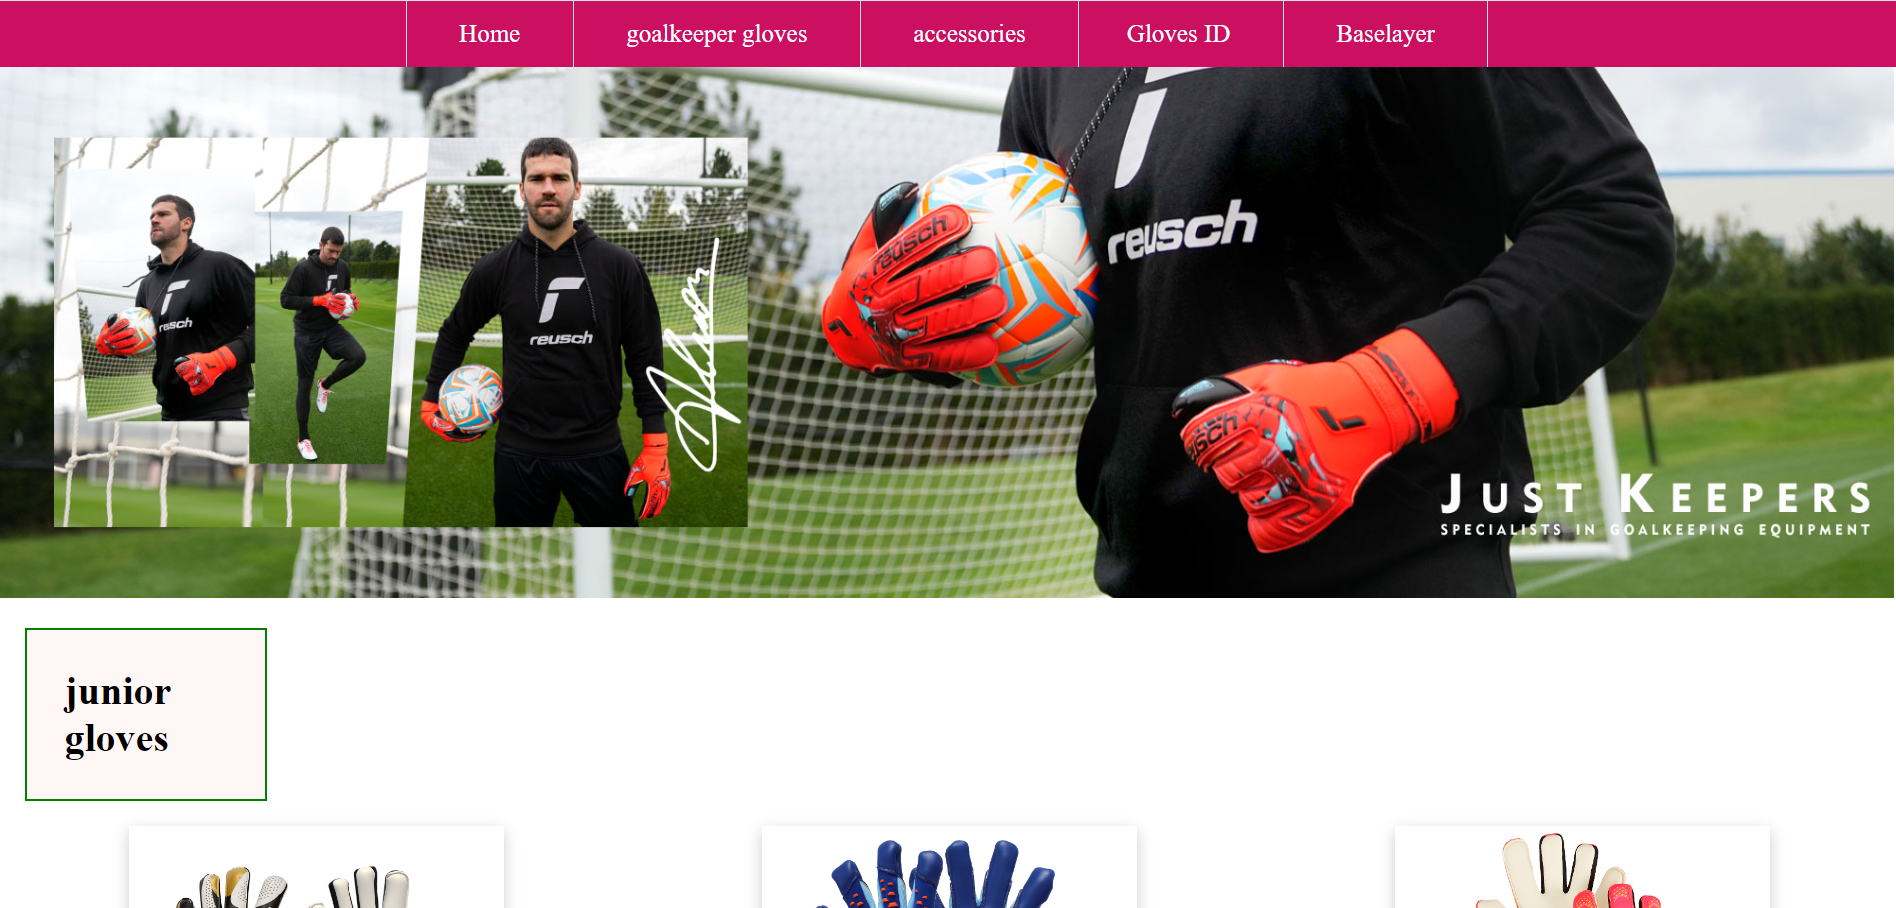 Home
goalkeeper gloves
accessories
Gloves ID
Baselayer
reusch
reusch
reusch
reusch
JUST KEEPERS
SPECIALISTS IN GOALKEEPING EQUIPMENT
junior
gloves